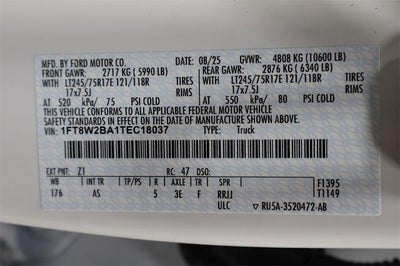 MFD. BY FORD MOTOR CO. 08/25 GVWR: 4808 KG (10600 LB)
FRONT GAWR: 2717 KG (5990 LB) REAR GAWR: 2876 KG (6340 LB)
WITH LT245/75R17E 121/118R TIRES WITH LT245/75R17E 121/118R TIRES
17x7.5J RIMS 17x7.5J RIMS
AT 520 kPa/ 75 PSI COLD AT 550 kPa/ 80 PSI COLD
THIS VEHICLE CONFORMS TO ALL APPLICABLE FEDERAL MOTOR VEHICLE
SAFETY STANDARDS IN EFFECT ON THE DATE OF MANUFACTURE SHOWN ABOVE.
VIN: 1FT8W2BA1TEC18037 TYPE: Truck
EXT PNT: Z1 RC: 47 DSO:
WB INT TR TP/PS R AXLE TR SPR F1395
176 AS 5 3E F RRJJ T1149
ULC RU5A-3520472-AB